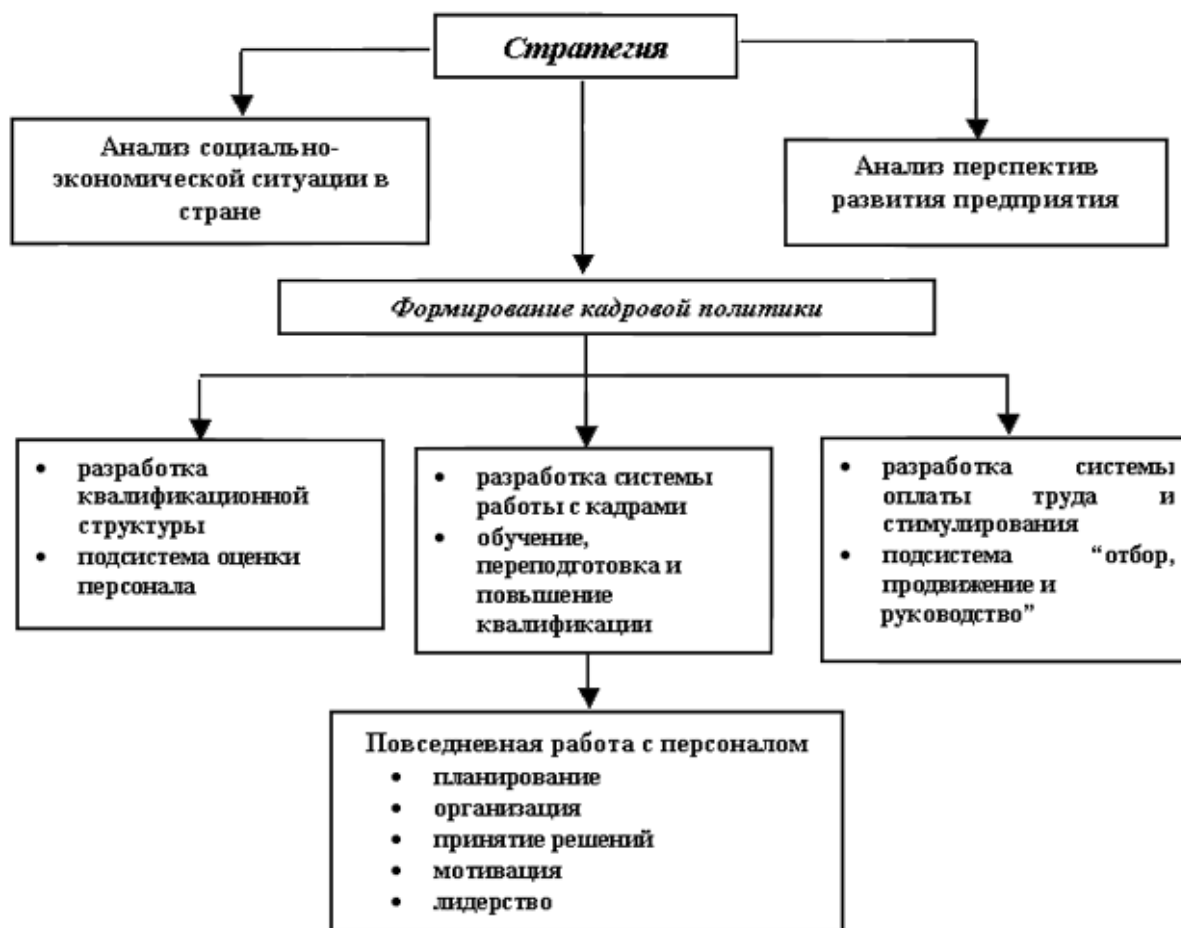 Стратегия
Анализ социально-
экономической ситуации в
стране
Анализ перспектив
развития предприятия
Формирование кадровой политики
• разработка
квалификационной
структуры
• подсистема оценки
персонала
• разработка системы
работы с кадрами
• обучение,
переподготовка и
повышение
квалификации
• разработка системы
оплаты труда и
стимулирования
• подсистема “отбор,
продвижение и
руководство”
Повседневная работа с персоналом
• планирование
• организация
• принятие решений
• мотивация
• лидерство